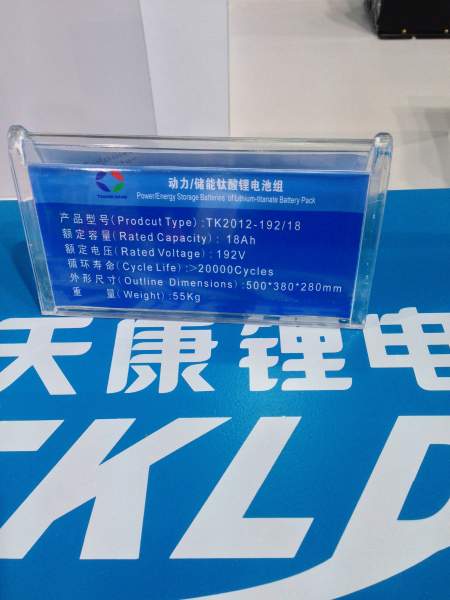 动力/储能钛酸锂电池组
Power/Energy Storage Batteries of Lithium-titanate Battery Pack
产品型号(Prodcut Type):TK2012-192/18
额定容量(Rated Capacity): 18Ah
额定电压(Rated Voltage): 192V
循环寿命(Cycle Life):>20000Cycles
外形尺寸(Outline Dimensions):500*380*280mm
重 量(Weight):55Kg
天康锂电
TKLD